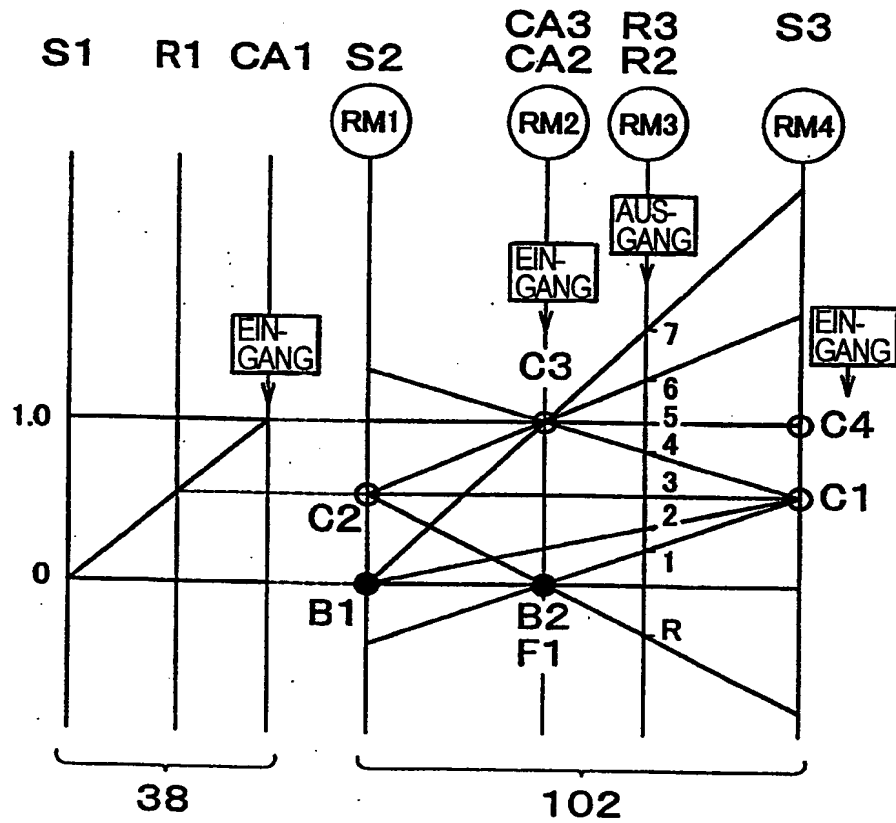 CA3 R3 S3
S1 R1 CA1 S2 CA2 R2
RM1 RM2 RM3 RM4
AUS-
GANG
EIN-
GANG
EIN-
GANG
EIN-
GANG
7
C3
6
1.0
5
C4
4
3
C1
C2
2
1
0
B1
B2
R
F1
38
102